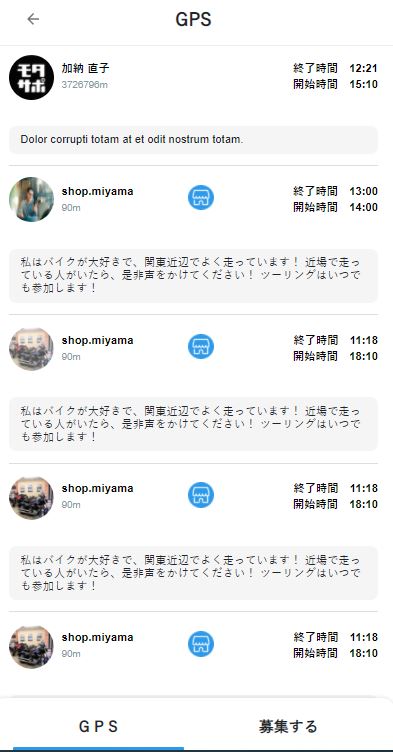 GPS
モタ
サポ
加納 直子
終了時間 12:21
3726796m
開始時間 15:10
Dolor corrupti totam at et odit nostrum totam.
shop.miyama
終了時間 13:00
90m
開始時間 14:00
私はバイクが大好きで、関東近辺でよく走っています！ 近場で走っ
ている人がいたら、是非声をかけてください！ ツーリングはいつで
も参加します！
shop.miyama
終了時間 11:18
90m
開始時間 18:10
私はバイクが大好きで、関東近辺でよく走っています！ 近場で走っ
ている人がいたら、是非声をかけてください！ ツーリングはいつで
も参加します！
shop.miyama
終了時間 11:18
90m
開始時間 18:10
私はバイクが大好きで、関東近辺でよく走っています！ 近場で走っ
ている人がいたら、是非声をかけてください！ ツーリングはいつで
も参加します！
shop.miyama
終了時間 11:18
90m
開始時間 18:10
ＧＰＳ 募集する